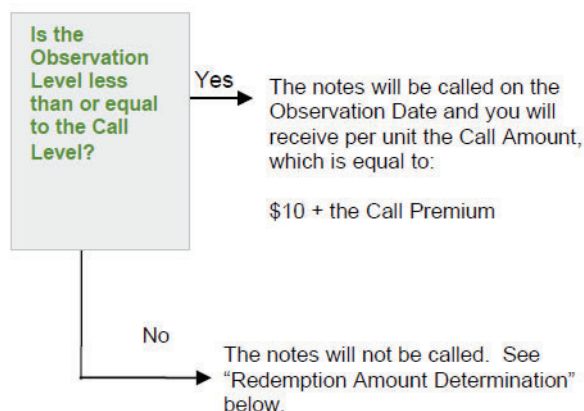 Is the
Observation
Level less
than or equal
to the Call
Level?
Yes
The notes will be called on the
Observation Date and you will
receive per unit the Call Amount,
which is equal to:
$10 + the Call Premium
No
The notes will not be called.  See
“Redemption Amount Determination”
below.